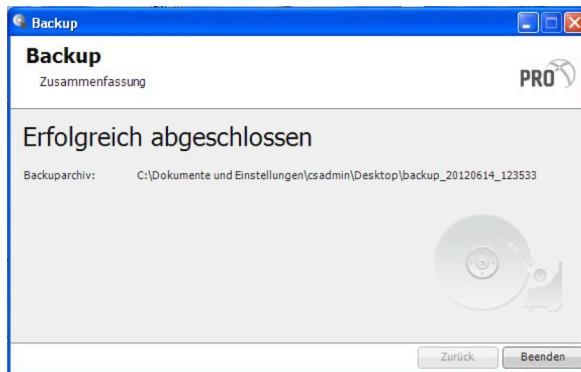 Backup
Backup
Zusammenfassung
PRO
Erfolgreich abgeschlossen
Backuparchiv: C:\Dokumente und Einstellungen\csadmin\Desktop\backup_20120614_123533
Zurück Beenden